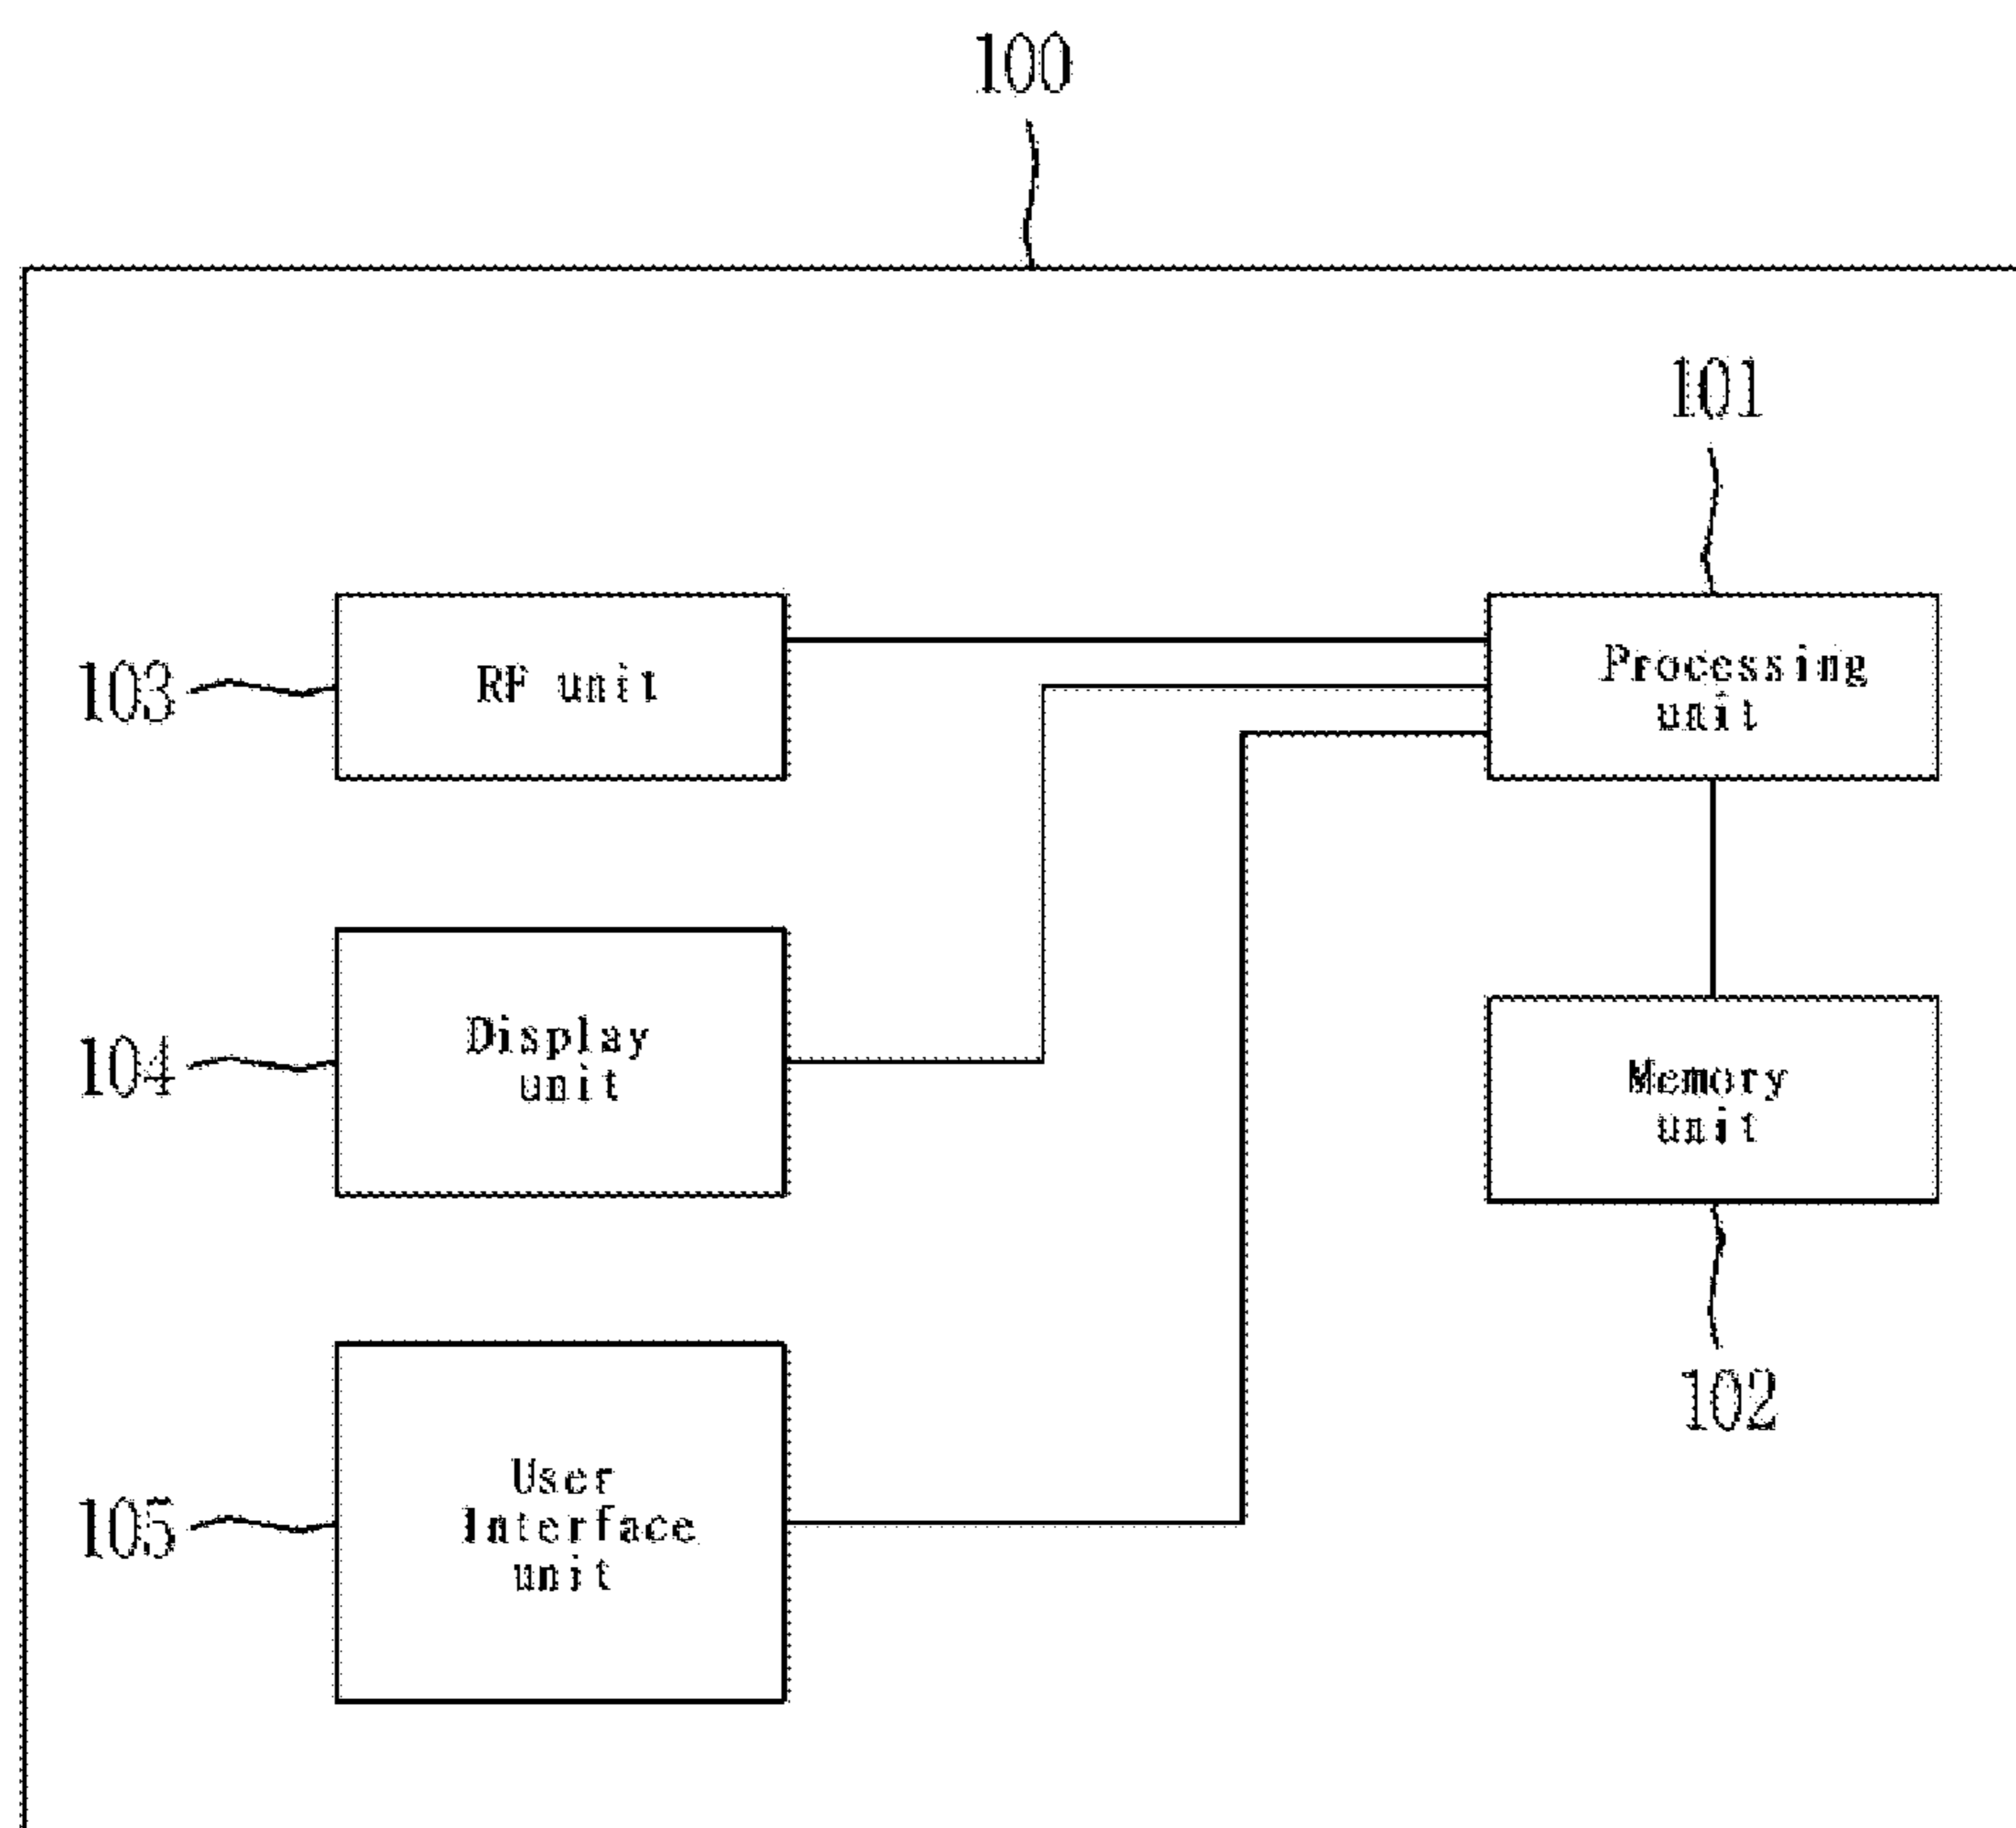 100
101
103
RF unit
Processing
unit
104
Display
unit
Memory
unit
102
105
User
Interface
unit